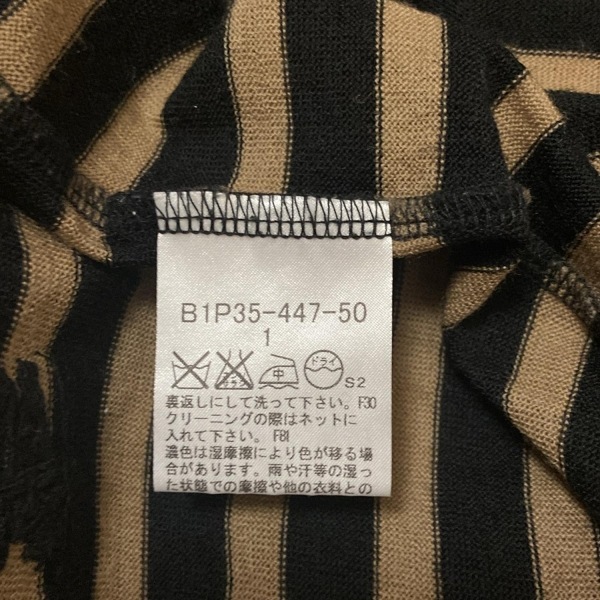 B1P35-447-50
1
中 ドライ S2
裏返しにして洗って下さい。F30
クリーニングの際はネットに
入れて下さい。 F81
濃色は湿摩擦により色が移る場
合があります。雨や汗等の湿っ
た状態での摩擦や他の衣料との